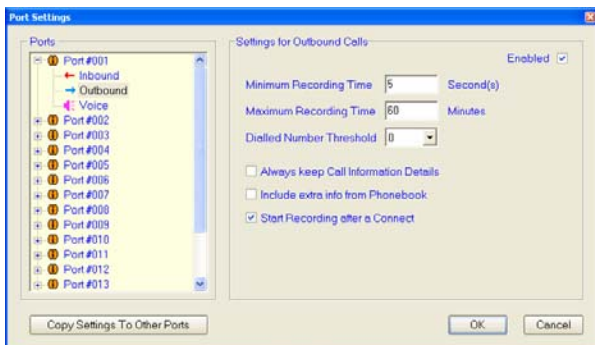 Port Settings
Ports
Port #001
Inbound
Outbound
Voice
Port #002
Port #003
Port #004
Port #005
Port #006
Port #007
Port #008
Port #009
Port #010
Port #011
Port #012
Port #013
Copy Settings To Other Ports
Settings for Outbound Calls
Enabled
Minimum Recording Time 5 Second(s)
Maximum Recording Time 60 Minutes
Dialled Number Threshold 0
Always keep Call Information Details
Include extra info from Phonebook
Start Recording after a Connect
OK Cancel